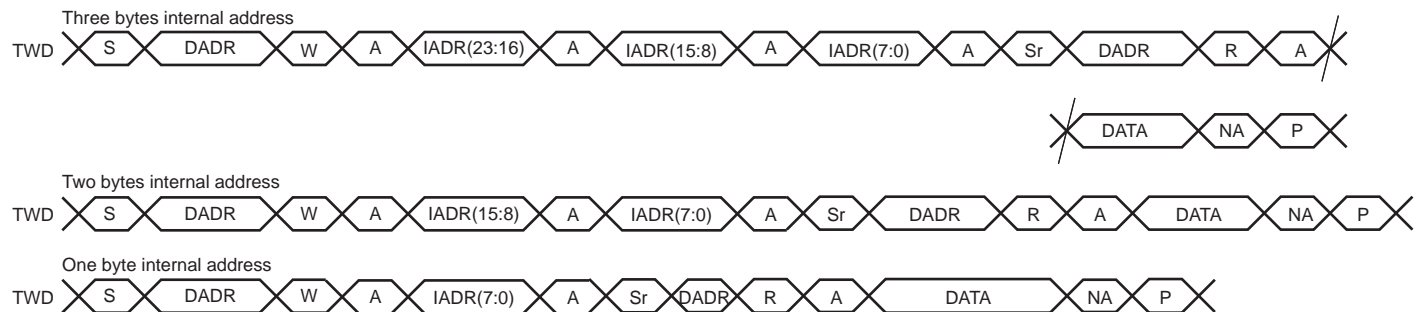 Three bytes internal address
TWD S DADR W A IADR(23:16) A IADR(15:8) A IADR(7:0) A Sr DADR R A
DATA NA P
Two bytes internal address
TWD S DADR W A IADR(15:8) A IADR(7:0) A Sr DADR R A DATA NA P
One byte internal address
TWD S DADR W A IADR(7:0) A Sr DADR R A DATA NA P